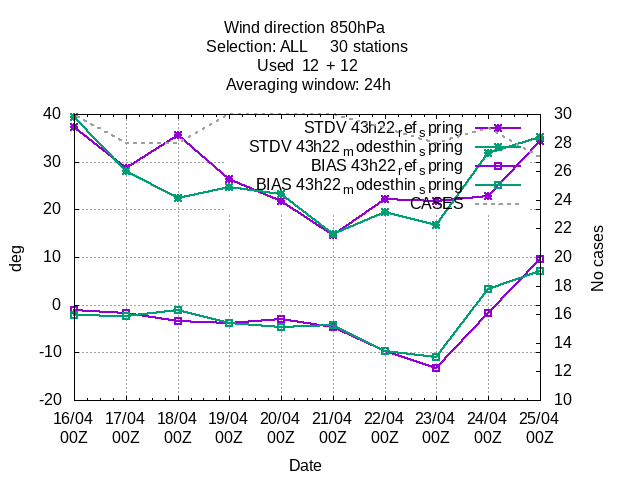 Wind direction 850hPa
Selection: ALL 30 stations
Used 12 + 12
Averaging window: 24h
40 30
STDV 43h22_ref_spring
28
STDV 43h22_modesthin_spring
30
BIAS 43h22_ref_spring
26
BIAS 43h22_modesthin_spring
24
CASES
20
22
deg
No cases
10 20
18
0
16
14
-10
12
-20 10
16/04 17/04 18/04 19/04 20/04 21/04 22/04 23/04 24/04 25/04
00Z 00Z 00Z 00Z 00Z 00Z 00Z 00Z 00Z 00Z
Date